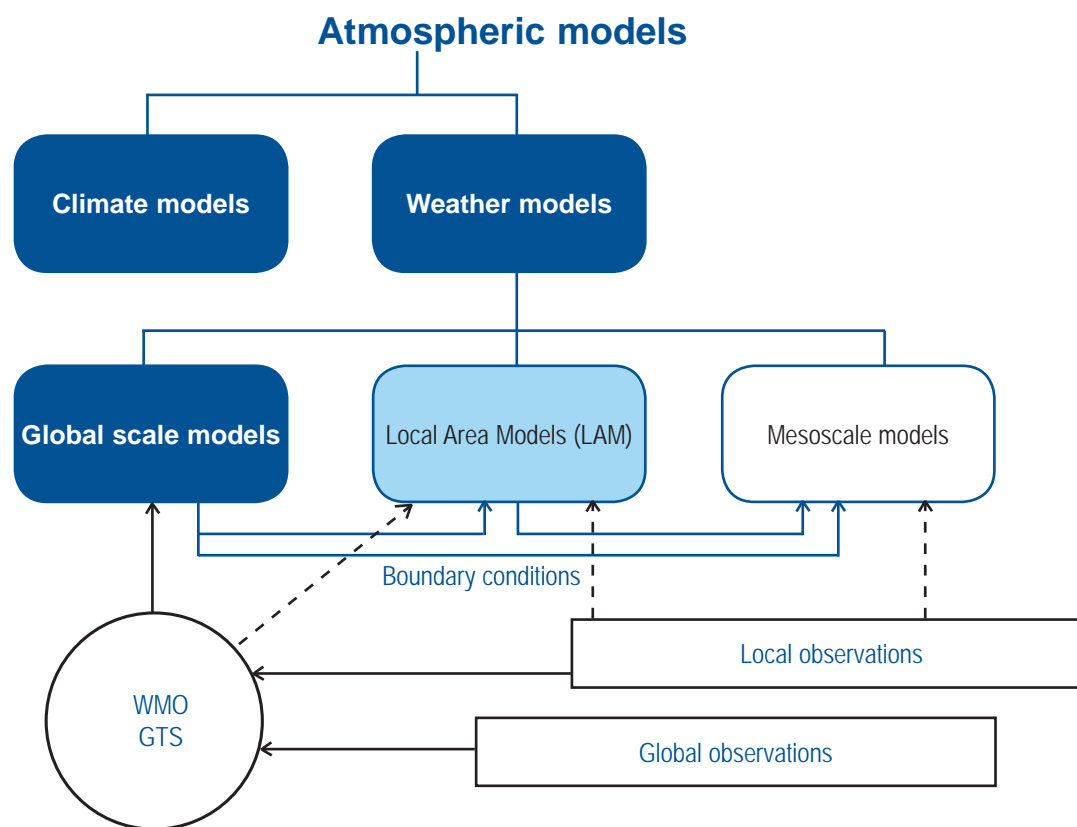 Atmospheric models
Climate models
Weather models
Global scale models
Local Area Models (LAM)
Mesoscale models
Boundary conditions
Local observations
WMO
GTS
Global observations